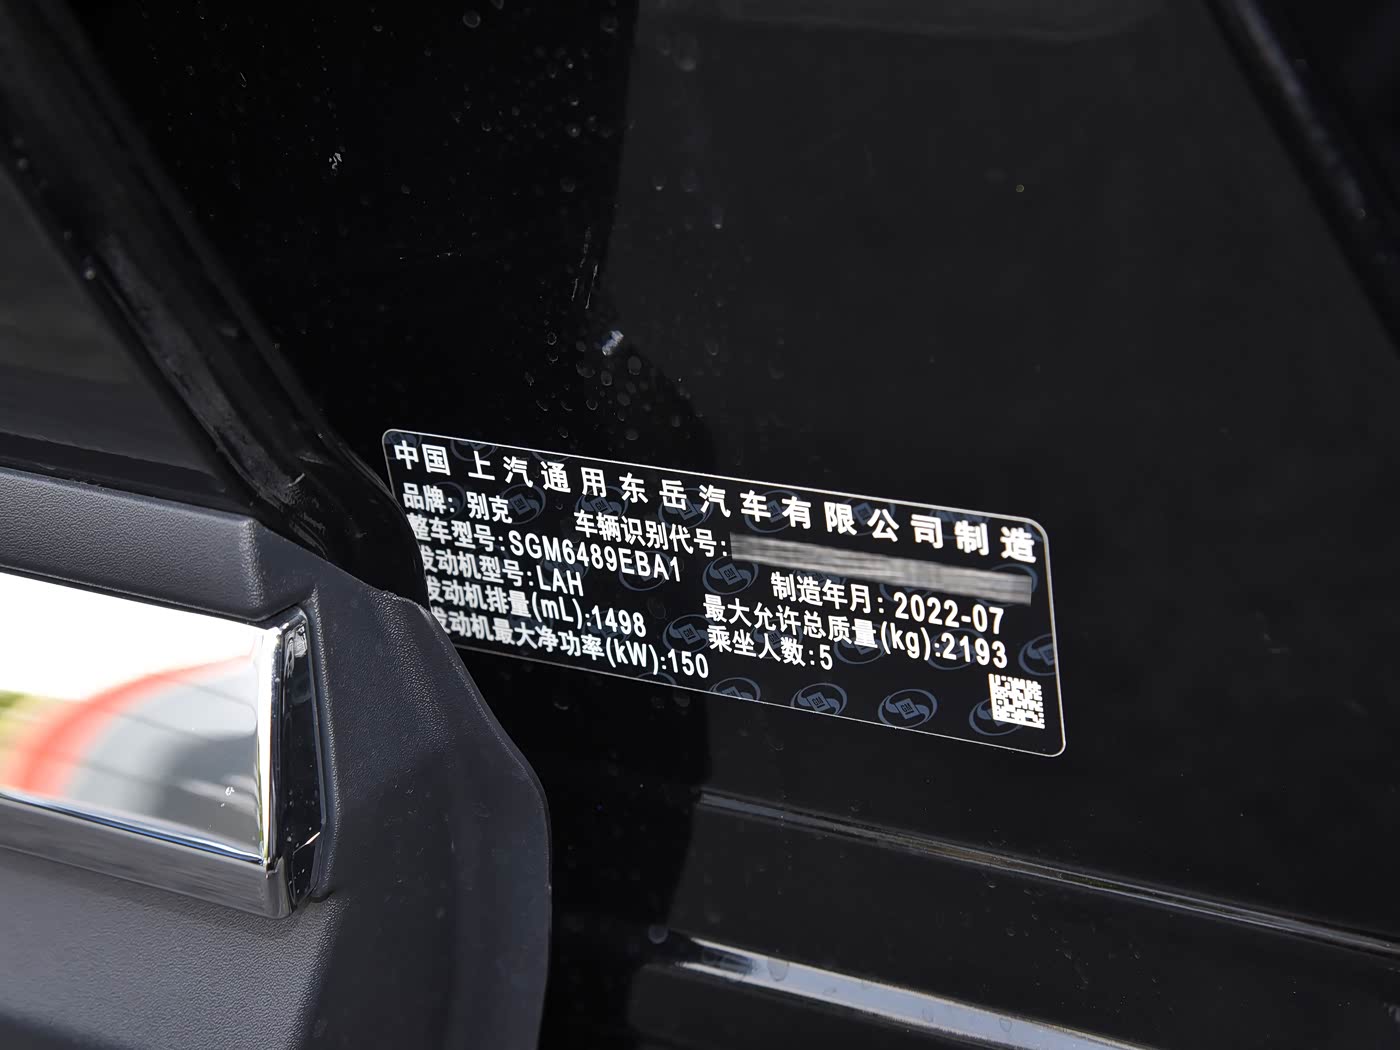 中国 上汽通用东岳汽车有限公司制造
品牌: 别克 车辆识别代号:
整车型号:SGM6489EBA1 制造年月: 2022-07
发动机型号:LAH 最大允许总质量(kg):2193
发动机排量(mL):1498 乘坐人数:5
发动机最大净功率(kW):150